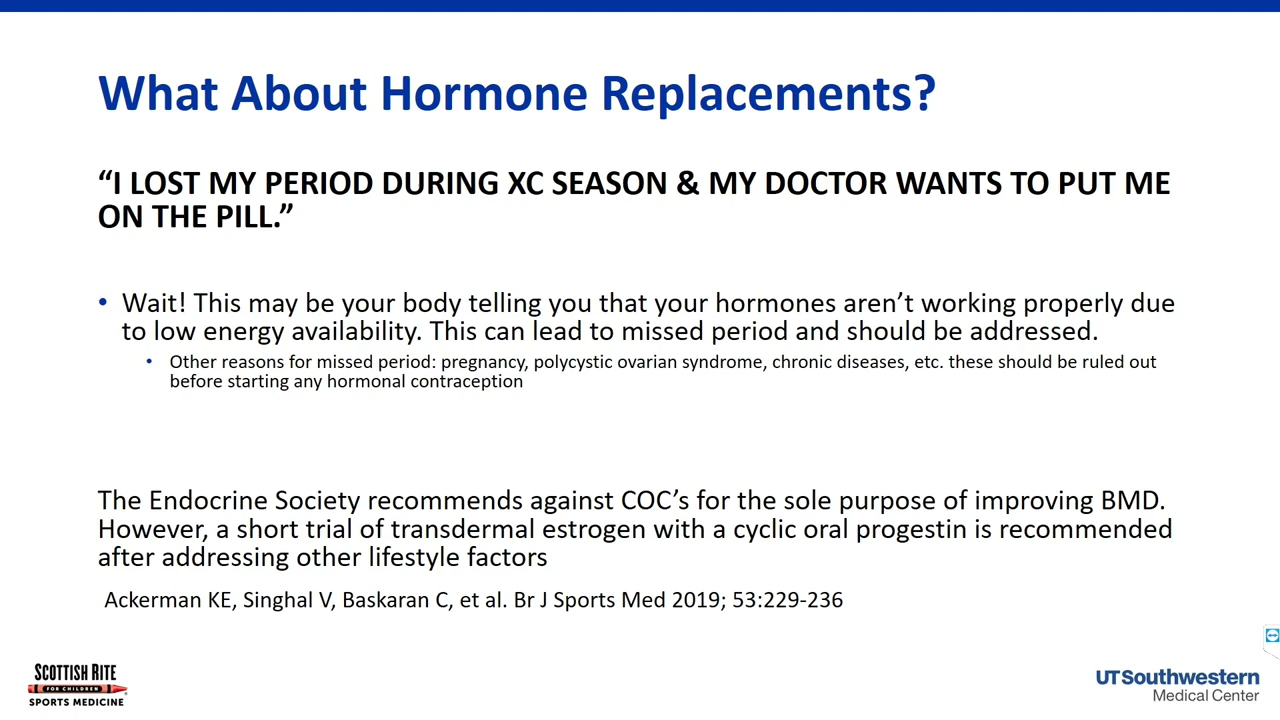 What About Hormone Replacements?
“I LOST MY PERIOD DURING XC SEASON & MY DOCTOR WANTS TO PUT ME
ON THE PILL.”
• Wait! This may be your body telling you that your hormones aren’t working properly due
to low energy availability. This can lead to missed period and should be addressed.
• Other reasons for missed period: pregnancy, polycystic ovarian syndrome, chronic diseases, etc. these should be ruled out
before starting any hormonal contraception
The Endocrine Society recommends against COC’s for the sole purpose of improving BMD.
However, a short trial of transdermal estrogen with a cyclic oral progestin is recommended
after addressing other lifestyle factors
Ackerman KE, Singhal V, Baskaran C, et al. Br J Sports Med 2019; 53:229-236
SCOTTISH RITE
FOR CHILDREN
SPORTS MEDICINE
UTSouthwestern
Medical Center